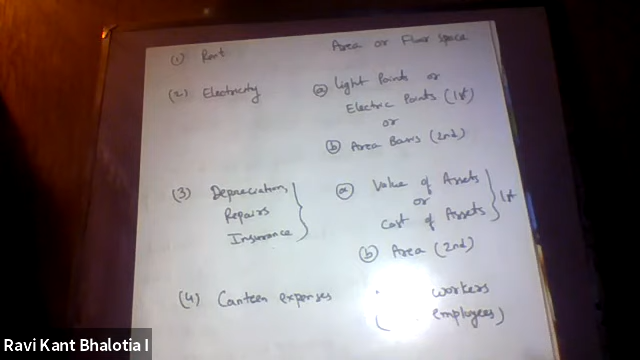 (1) Rent Area or Floor space
(2) Electricity (a) Light Points or
Electric Points (1st)
or
(b) Area Basis (2nd)
(3) Depreciation, (a) Value of Assets
Repairs or
Insurance Cost of Assets 1st
(b) Area (2nd)
(4) Canteen expenses workers
( employees)
Ravi Kant Bhalotia I